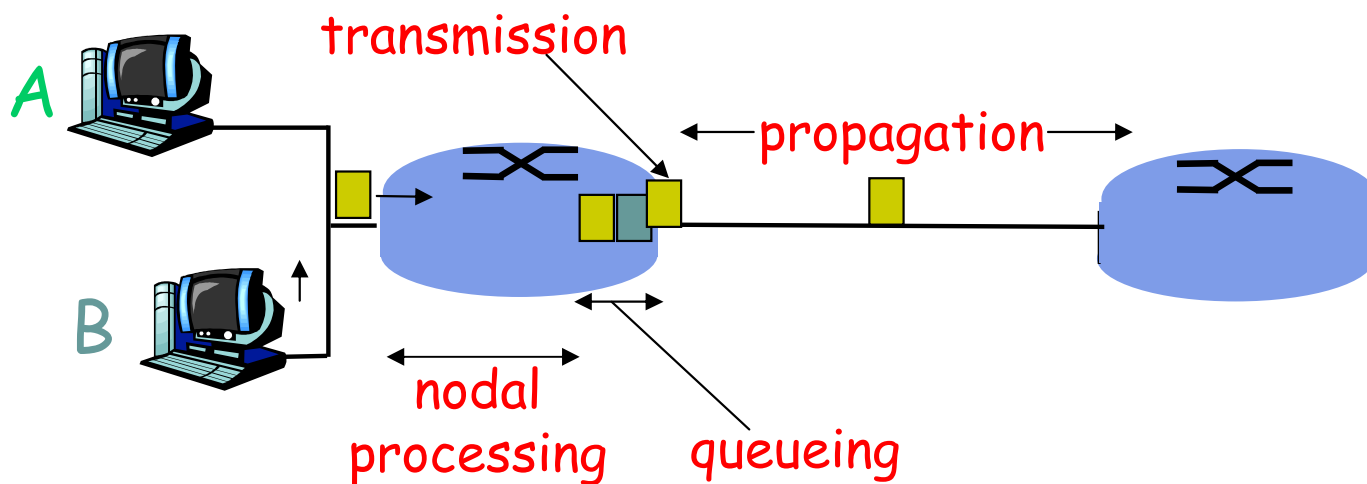 transmission
A
propagation
B
nodal
processing
queueing